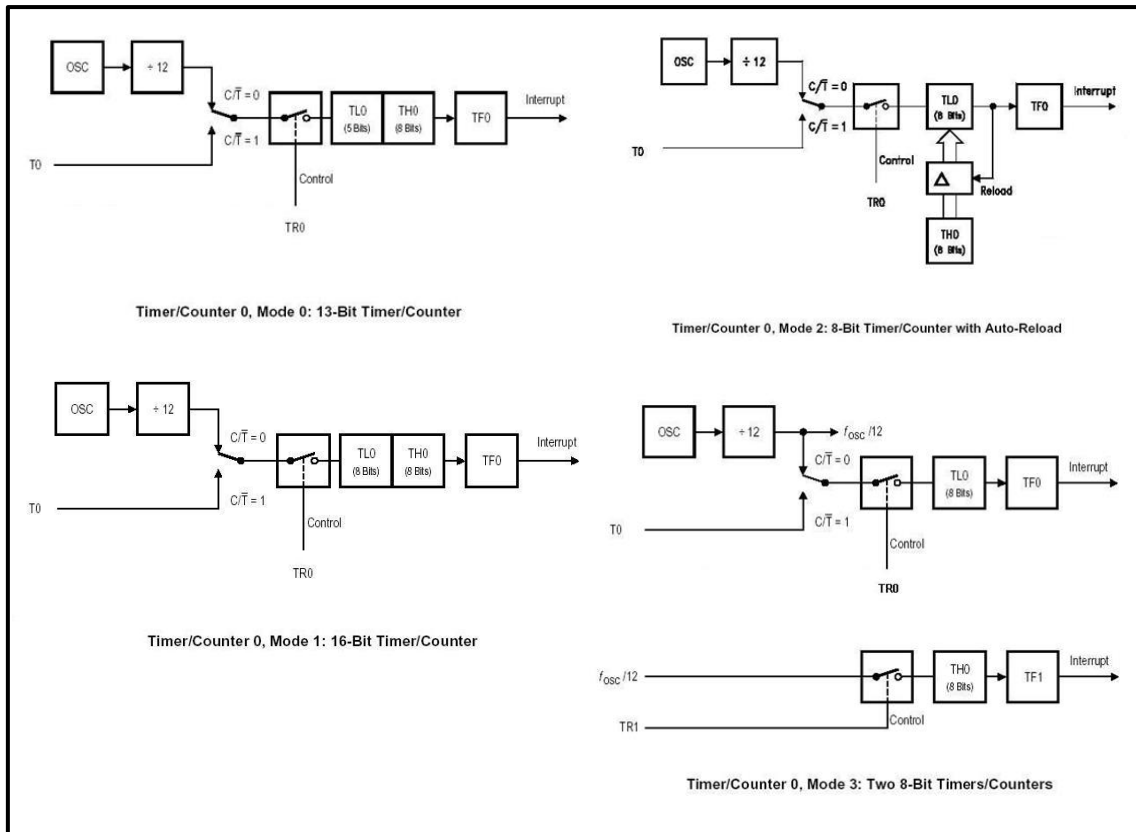 OSC
÷ 12
C/T̅ = 0
C/T̅ = 1
T0
TL0
(5 Bits)
TH0
(8 Bits)
TF0
Interrupt
Control
TR0
Timer/Counter 0, Mode 0: 13-Bit Timer/Counter
OSC
÷ 12
C/T̅ = 0
C/T̅ = 1
T0
TL0
(8 Bits)
TF0
Interrupt
Control
TR0
Reload
TH0
(8 Bits)
Timer/Counter 0, Mode 2: 8-Bit Timer/Counter with Auto-Reload
OSC
÷ 12
C/T̅ = 0
C/T̅ = 1
T0
TL0
(8 Bits)
TH0
(8 Bits)
TF0
Interrupt
Control
TR0
Timer/Counter 0, Mode 1: 16-Bit Timer/Counter
OSC
÷ 12
fOSC /12
C/T̅ = 0
C/T̅ = 1
T0
TL0
(8 Bits)
TF0
Interrupt
Control
TR0
fOSC /12
TR1
Control
TH0
(8 Bits)
TF1
Interrupt
Timer/Counter 0, Mode 3: Two 8-Bit Timers/Counters